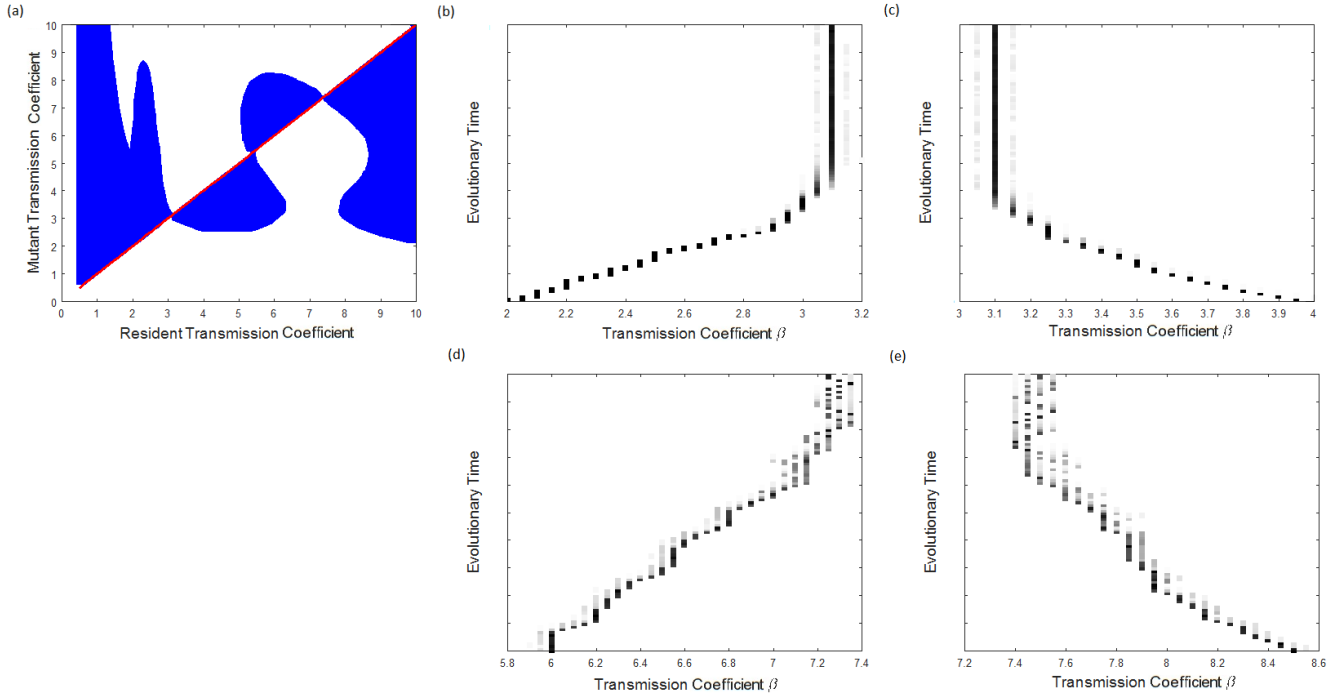 (a)
10
9
8
7
6
5
4
3
2
1
0
Mutant Transmission Coefficient
0 1 2 3 4 5 6 7 8 9 10
Resident Transmission Coefficient
(b)
Evolutionary Time
2 2.2 2.4 2.6 2.8 3 3.2
Transmission Coefficient β
(c)
Evolutionary Time
3 3.1 3.2 3.3 3.4 3.5 3.6 3.7 3.8 3.9 4
Transmission Coefficient β
(d)
Evolutionary Time
5.8 6 6.2 6.4 6.6 6.8 7 7.2 7.4
Transmission Coefficient β
(e)
Evolutionary Time
7.2 7.4 7.6 7.8 8 8.2 8.4 8.6
Transmission Coefficient β